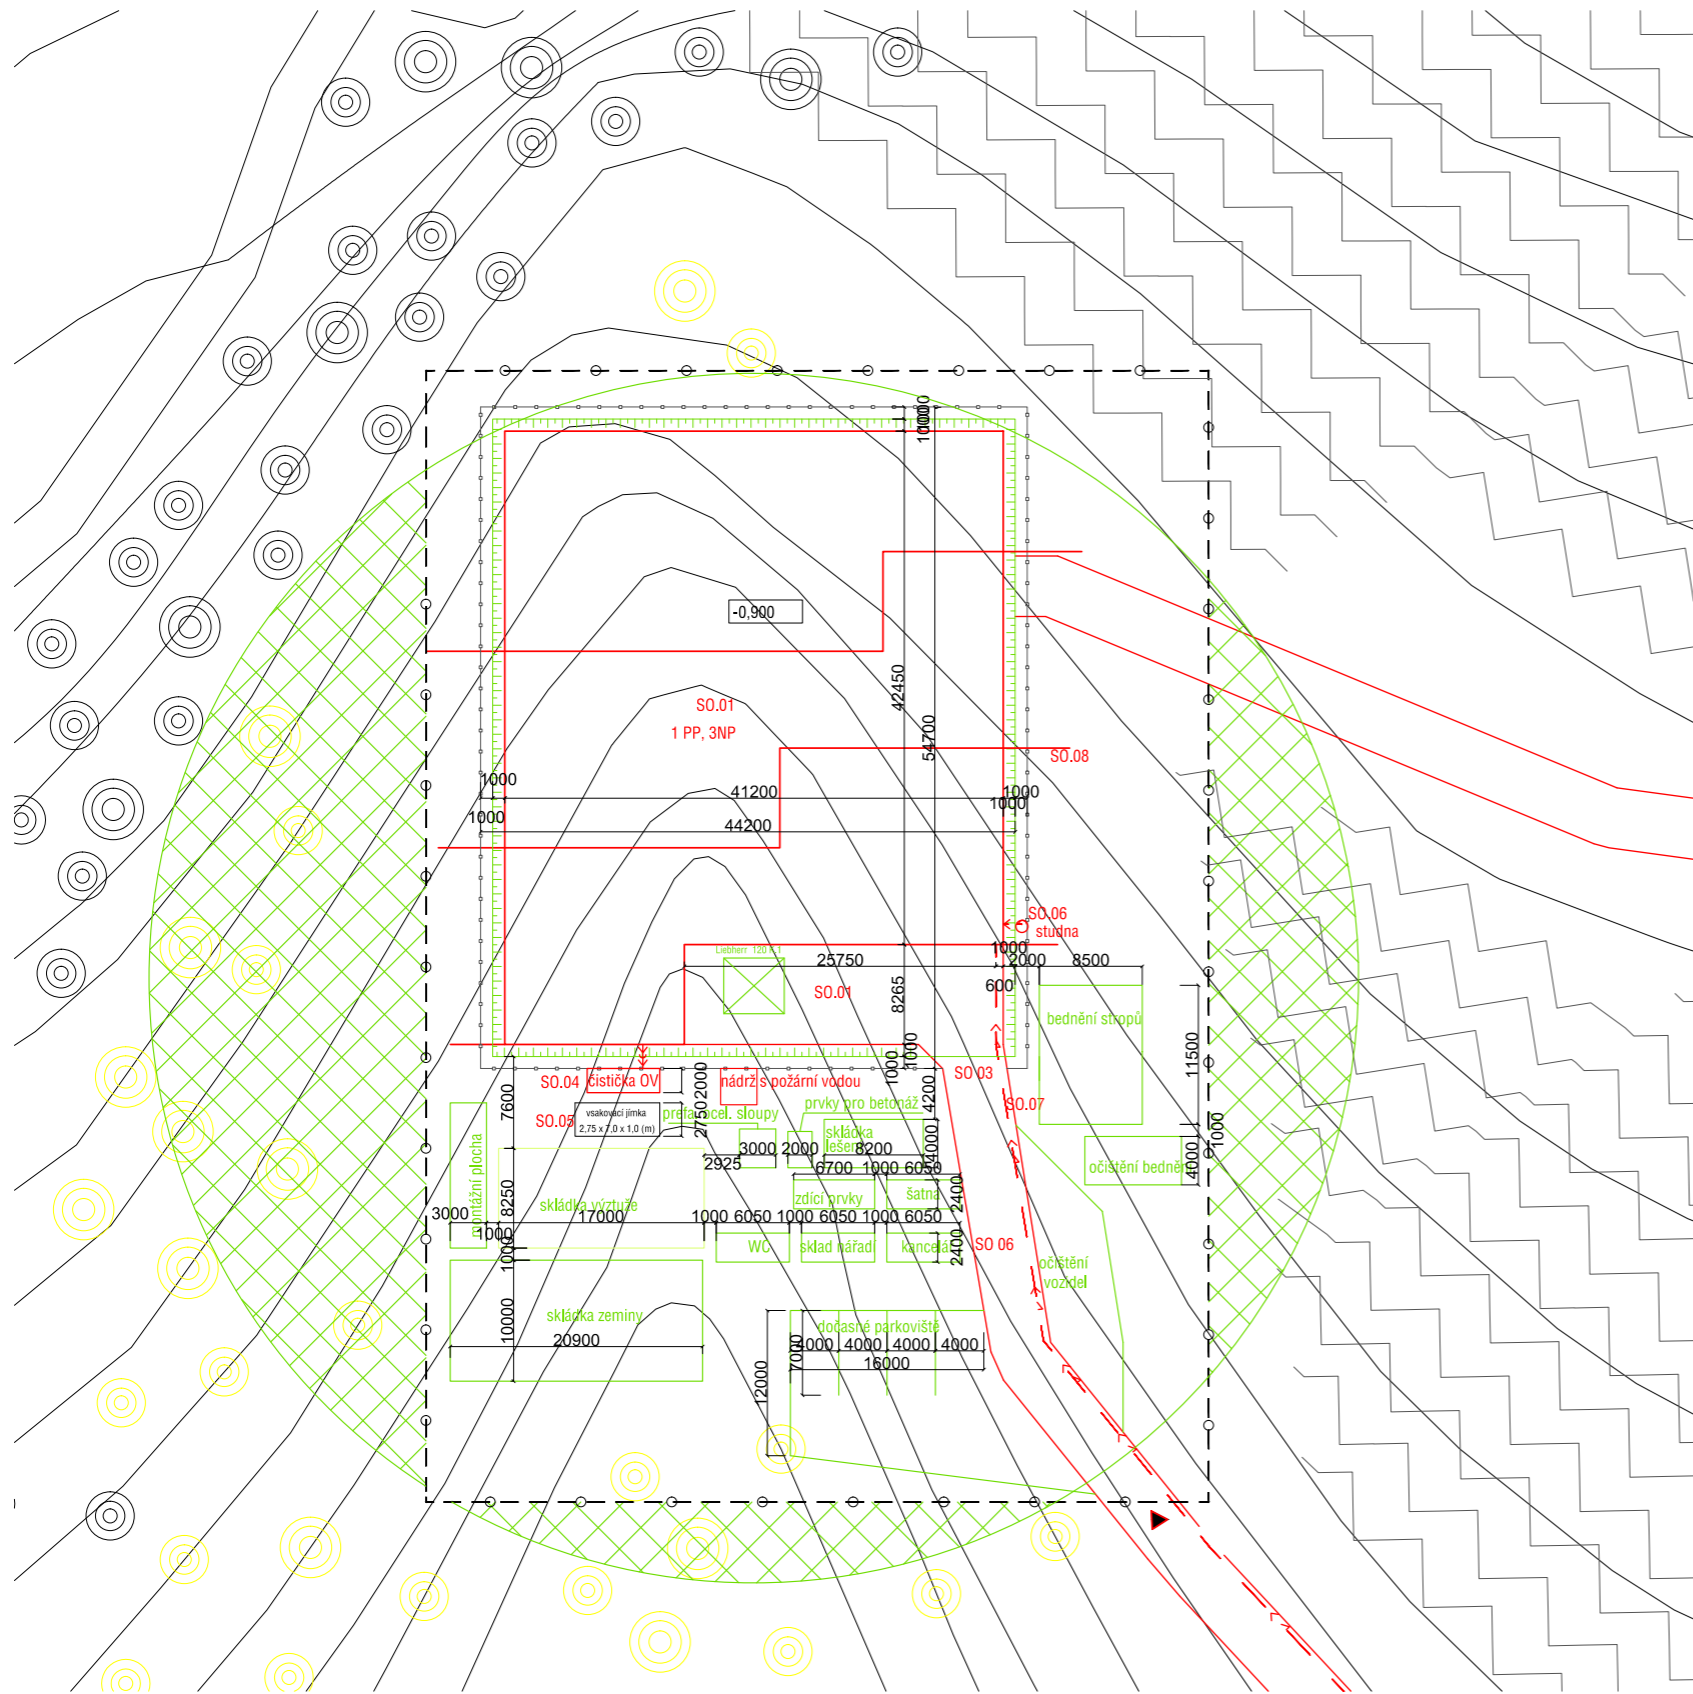 1000
1000
-0,900
42450
54700
SO.01
1 PP, 3NP
SO.08
1000
41200
1000
1000
1000
44200
SO.06
studna
Liebherr 120
1000
25750
2000
8500
600
SO.01
8265
bednění stropů
11500
1000
1000
SO.04
čistička OV
2000
nádrž s požární vodou
SO 03
SO.07
4200
7600
SO.05
vsakovací jímka
2,75 x 7,0 x 1,0 (m)
2750
prefa ocel. sloupy
prvky pro betonáž
skládka
4000
1000
montážní plocha
3000
2000
8200
2925
očištění bednění
4000
6700
1000
6050
zdící prvky
šatna
2400
8250
skládka výztuže
3000
1000
17000
1000
6050
1000
6050
1000
6050
WC
sklad nářadí
kancelář
2400
SO 06
1000
očištění
vozidel
skládka zeminy
10000
20900
dočasné parkoviště
7000
4000
4000
4000
4000
16000
12000